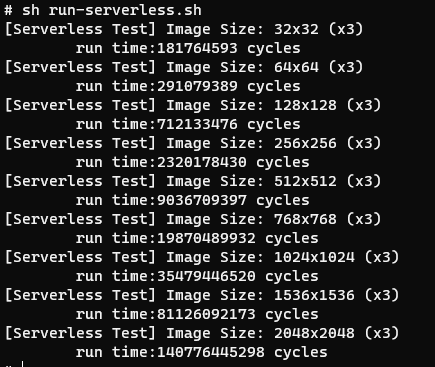 # sh run-serverless.sh
[Serverless Test] Image Size: 32x32 (x3)
run time:181764593 cycles
[Serverless Test] Image Size: 64x64 (x3)
run time:291079389 cycles
[Serverless Test] Image Size: 128x128 (x3)
run time:712133476 cycles
[Serverless Test] Image Size: 256x256 (x3)
run time:2320178430 cycles
[Serverless Test] Image Size: 512x512 (x3)
run time:9036709397 cycles
[Serverless Test] Image Size: 768x768 (x3)
run time:19870489932 cycles
[Serverless Test] Image Size: 1024x1024 (x3)
run time:35479446520 cycles
[Serverless Test] Image Size: 1536x1536 (x3)
run time:81126092173 cycles
[Serverless Test] Image Size: 2048x2048 (x3)
run time:140776445298 cycles